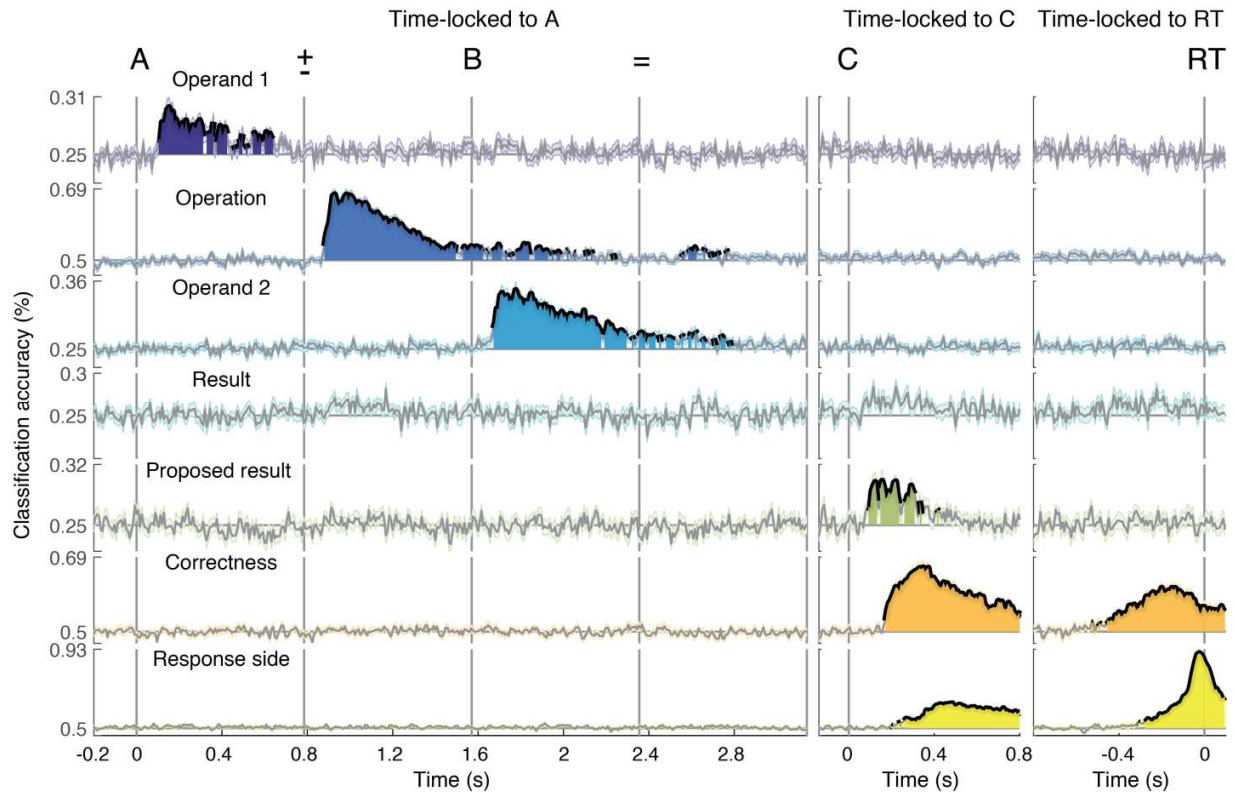 Time-locked to A Time-locked to C Time-locked to RT
A + - B = C RT
Operand 1
0.31
0.25
Operation
0.69
0.5
Operand 2
0.36
0.25
Result
0.3
0.25
Proposed result
0.32
0.25
Correctness
0.69
0.5
Response side
0.93
0.5
Classification accuracy (%)
-0.2 0 0.4 0.8 1.2 1.6 2 2.4 2.8 0 0.4 0.8 -0.4 0
Time (s) Time (s) Time (s)